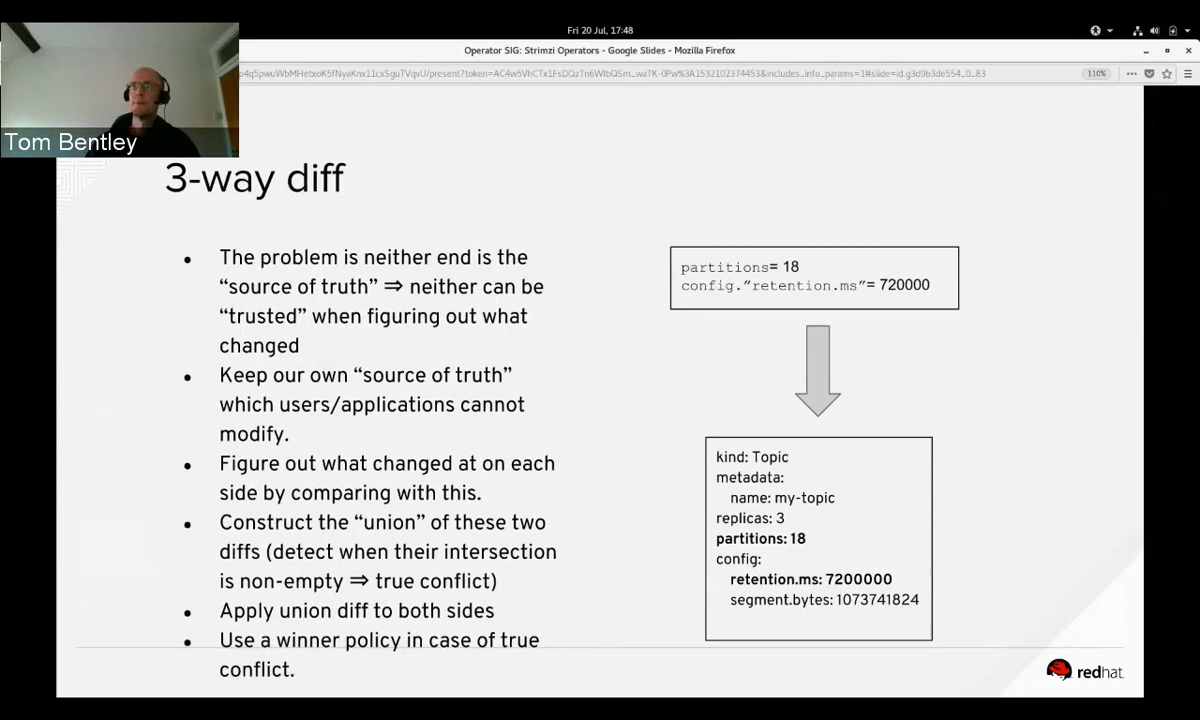 Fri 20 Jul, 17:48
Operator SIG: Strimzi Operators - Google Slides - Mozilla Firefox
110%
Tom Bentley
3-way diff
• The problem is neither end is the
“source of truth” ⇒ neither can be
“trusted” when figuring out what
changed
• Keep our own “source of truth”
which users/applications cannot
modify.
• Figure out what changed at on each
side by comparing with this.
• Construct the “union” of these two
diffs (detect when their intersection
is non-empty ⇒ true conflict)
• Apply union diff to both sides
• Use a winner policy in case of true
conflict.
partitions= 18
config.”retention.ms”= 720000
kind: Topic
metadata:
name: my-topic
replicas: 3
partitions: 18
config:
retention.ms: 7200000
segment.bytes: 1073741824
redhat.